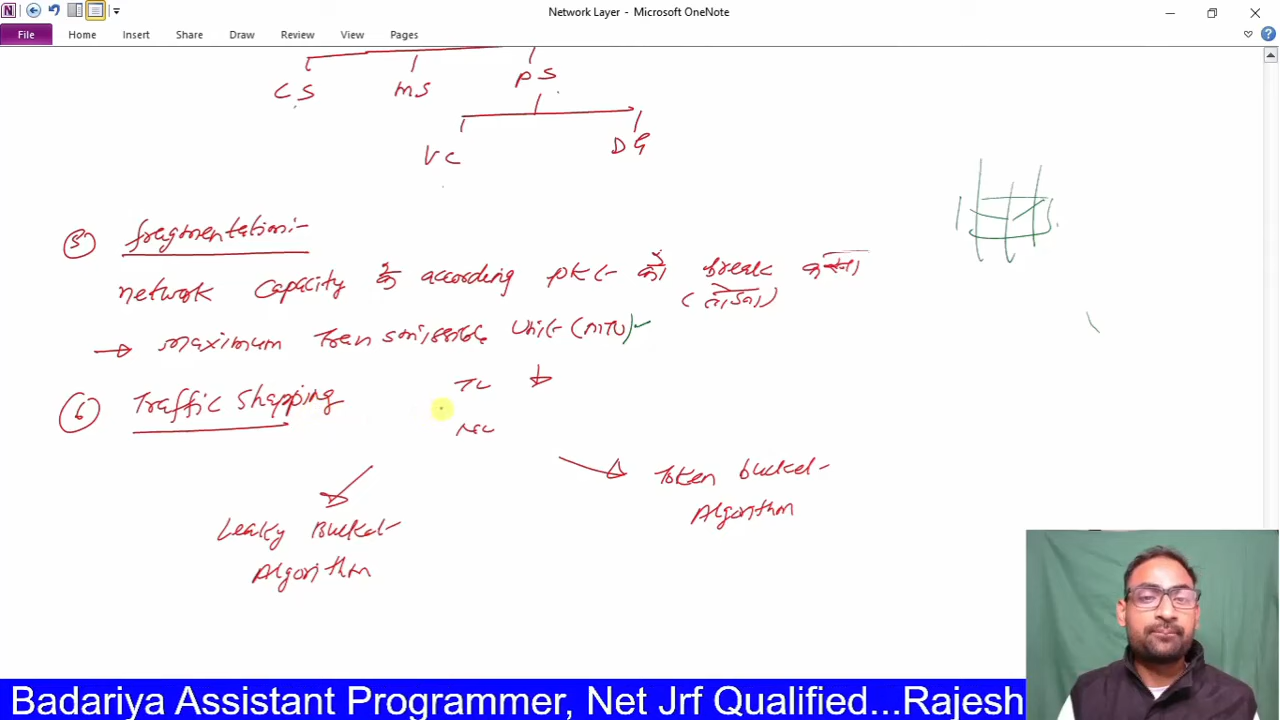 Network Layer - Microsoft OneNote
File Home Insert Share Draw Review View Pages
CS MS PS
VC DG
5 fragmentation:-
network Capacity के according pkt को break करना
(तोड़ना)
→ maximum Transmissible Unit (MTU) ✓
6 Traffic Shapping
TL
NL
Leaky Bucket
Algorithm
Token bucket
Algorithm
Badariya Assistant Programmer, Net Jrf Qualified...Rajesh